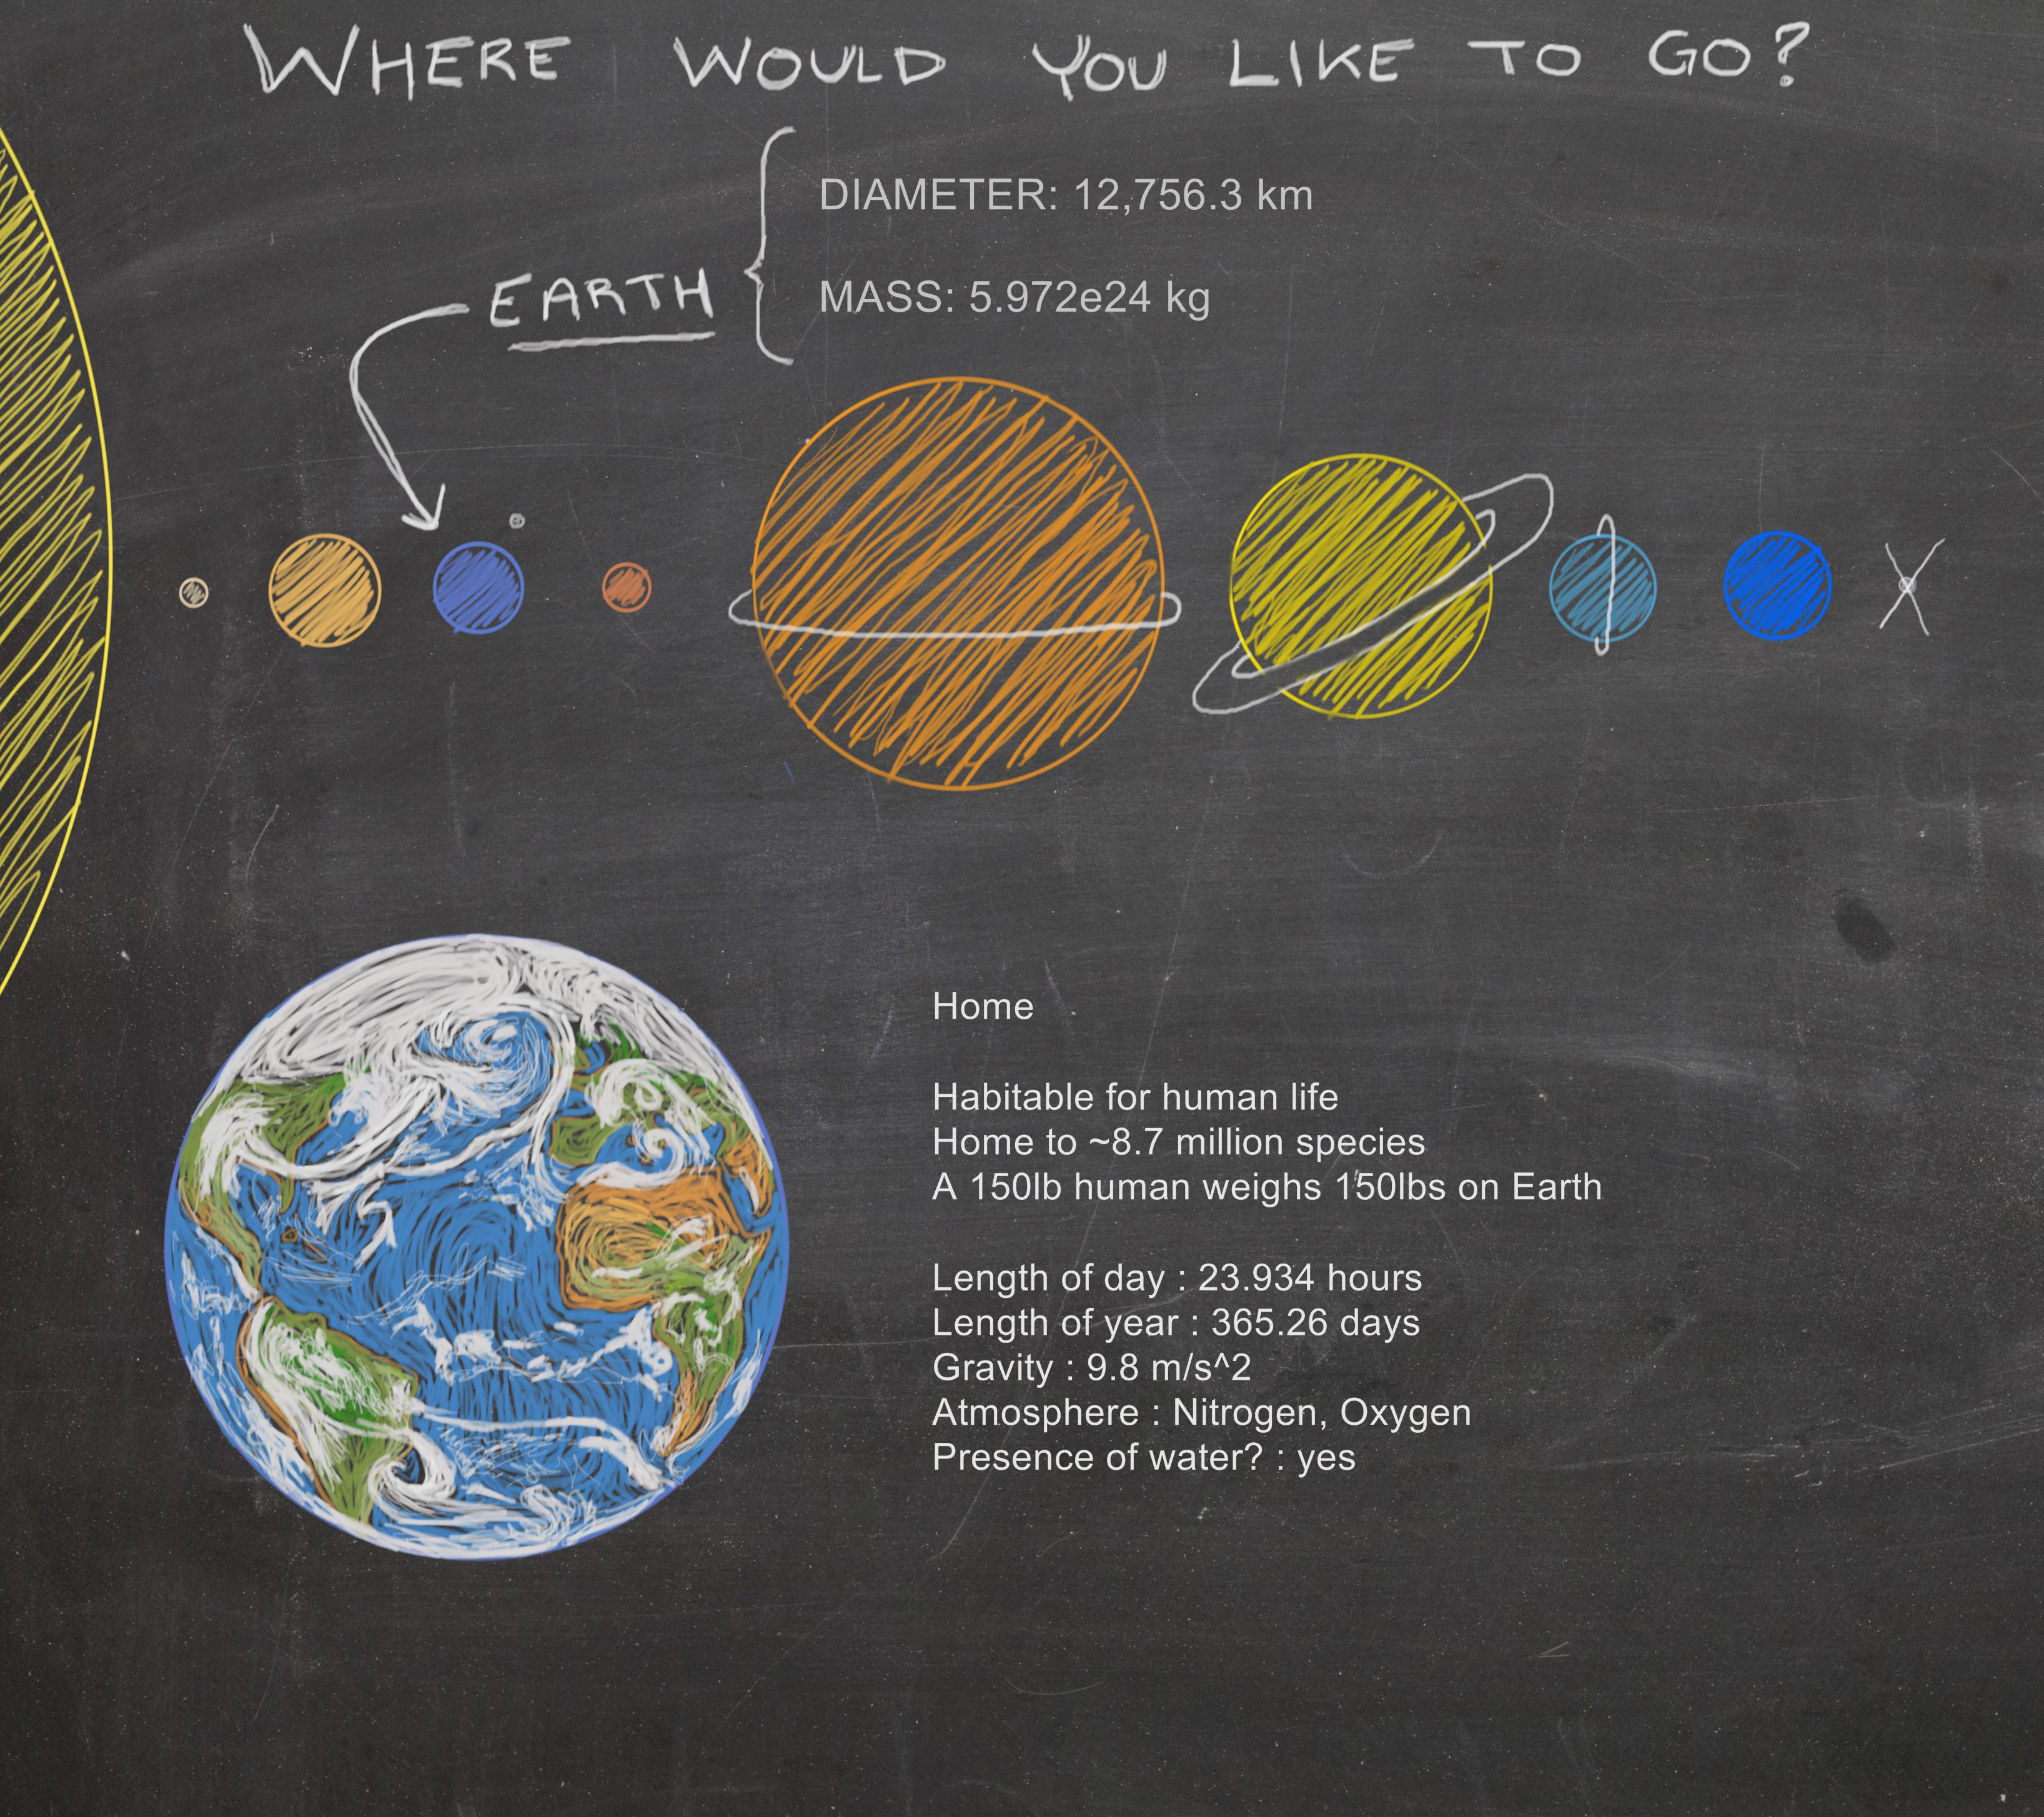 WHERE WOULD YOU LIKE TO GO?
DIAMETER: 12,756.3 km
EARTH
MASS: 5.972e24 kg
Home
Habitable for human life
Home to ~8.7 million species
A 150lb human weighs 150lbs on Earth
Length of day : 23.934 hours
Length of year : 365.26 days
Gravity : 9.8 m/s^2
Atmosphere : Nitrogen, Oxygen
Presence of water? : yes